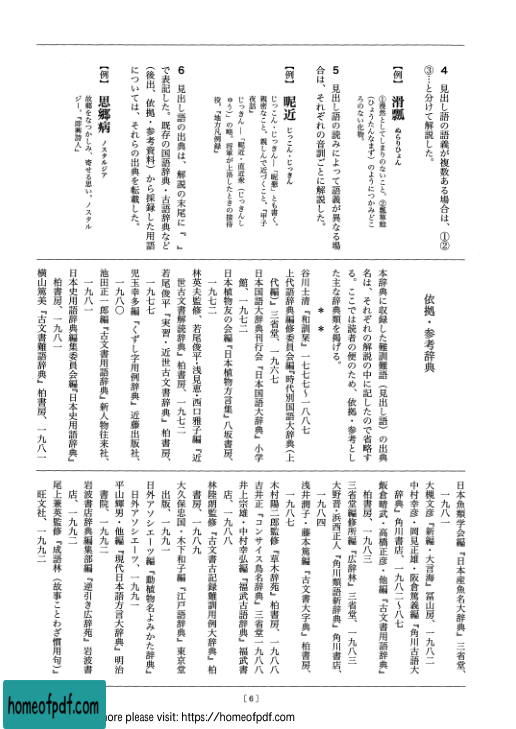 4 見出し語の語義が複数ある場合は、①②
③…と分けて解説した。
【例】 滑瓢 ぬらりひょん
①漫然としてしまりのないこと。②瓢箪鯰
(ひょうたんなまず)のようにつかみどこ
ろのない化物。
5 見出し語の読みによって語義が異なる場
合は、それぞれの音訓ごとに解説した。
【例】 昵近 じっこん・じっきん
じっこん―「昵懇」とも書く。
親密なこと。親しんで近づくこと。『甲子
夜話』
じっきん―「昵近・直近衆(じっきんし
ゅう)」の略。将軍が上洛したときの接待
役。『地方凡例録』
6 見出し語の出典は、解説の末尾に『 』
で表記した。既存の国語辞典・古語辞典など
(後出、依拠・参考資料)から採録した用語
については、それらの出典を転載した。
【例】 思郷病 ノスタルジア
故郷をなつかしみ、寄せる思い。ノスタル
ジー。『即興詩人』
依拠・参考辞典
本辞典に収録した難訓難語(見出し語)の出典
名は、それぞれの解説の中に記したので省略す
る。ここでは読者の便のため、依拠・参考とし
た主な辞典類を掲げる。
* *
谷川士清『和訓栞』一七七七〜一八八七
上代語辞典編修委員会編『時代別国語大辞典(上
代編)』三省堂、一九六七
日本国語大辞典刊行会『日本国語大辞典』小学
館、一九七二
日本植物友の会編『日本植物方言集』八坂書房、
一九七二
林英夫監修、若尾俊平・浅見恵・西口雅子編『近
世古文書解読辞典』柏書房、一九七二
若尾俊平『実習・近世古文書辞典』柏書房、
一九七七
児玉幸多編『くずし字用例辞典』近藤出版社、
一九八〇
池田正一郎編『古文書用語辞典』新人物往来社、
一九八一
日本史用語辞典編集委員会編『日本史用語辞典』
柏書房、一九八一
横山篤美『古文書難語辞典』柏書房、一九八一
日本魚類学会編『日本産魚名大辞典』三省堂、
一九八一
大槻文彦『新編・大言海』冨山房、一九八二
中村幸彦・岡見正雄・阪倉篤義編『角川古語大
辞典』角川書店、一九八二〜八七
飯倉晴武・高橋正彦・他編『古文書用語辞典』
柏書房、一九八三
三省堂編修所編『広辞林』三省堂、一九八三
大野晋・浜西正人『角川類語新辞典』角川書店、
一九八四
浅井潤子・藤本篤編『古文書大字典』柏書房、
一九八七
木村陽二郎監修『草木辞苑』柏書房、一九八八
吉井正『コンサイス鳥名辞典』三省堂一九八八
井上宗雄・中村幸弘編『福武古語辞典』福武書
店、一九八八
林陸朗監修『古文書古記録難訓用例大辞典』柏
書房、一九八九
大久保忠国・木下和子編『江戸語辞典』東京堂
出版、一九九一
日外アソシエーツ編『動植物名よみかた辞典』
日外アソシエーツ、一九九一
平山輝男・他編『現代日本語方言大辞典』明治
書院、一九九二
岩波書店辞典編集部編『逆引き広辞苑』岩波書
店、一九九二
尾上兼英監修『成語林(故事ことわざ慣用句)』
旺文社、一九九二
[6]
homeofpdf.com
ore please visit: https://homeofpdf.com